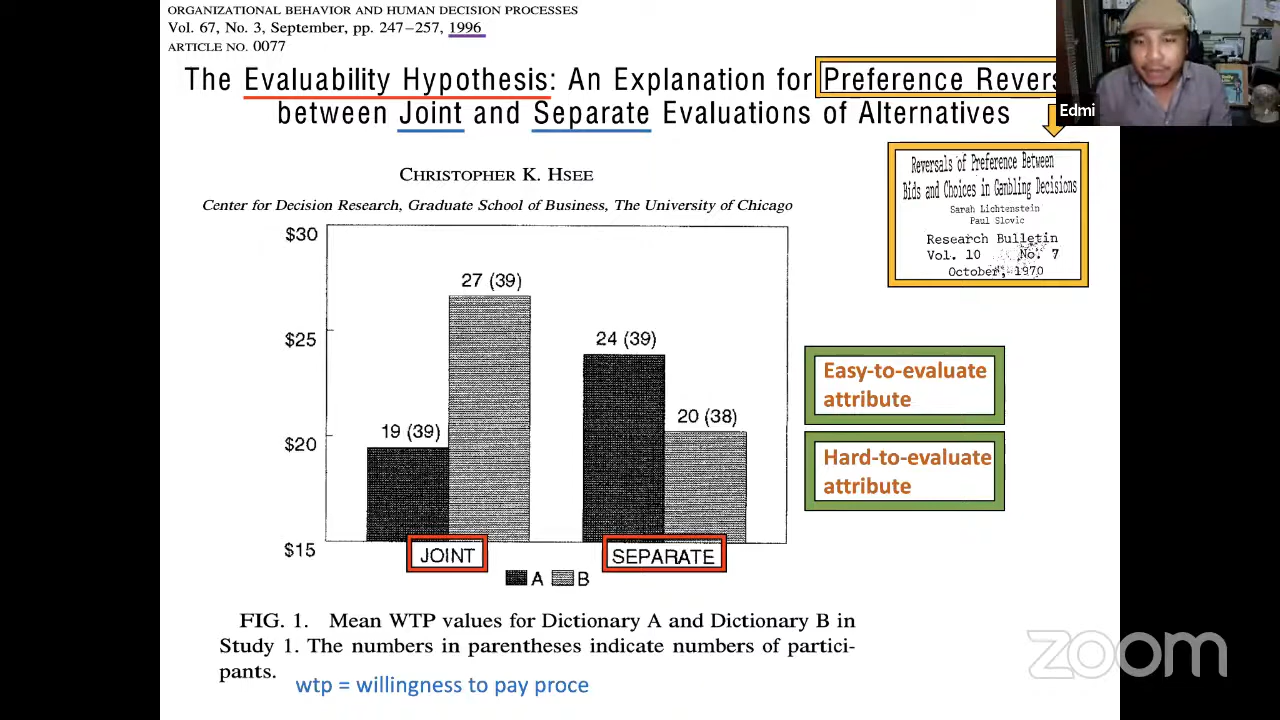 ORGANIZATIONAL BEHAVIOR AND HUMAN DECISION PROCESSES
Vol. 67, No. 3, September, pp. 247–257, 1996
ARTICLE NO. 0077
The Evaluability Hypothesis: An Explanation for Preference Revers
between Joint and Separate Evaluations of Alternatives
Edmi
CHRISTOPHER K. HSEE
Center for Decision Research, Graduate School of Business, The University of Chicago
Reversals of Preference Between
Bids and Choices in Gambling Decisions
Sarah Lichtenstein
Paul Slovic
Research Bulletin
Vol. 10 No. 7
October, 1970
$30
$25
$20
$15
27 (39)
24 (39)
19 (39)
20 (38)
JOINT
SEPARATE
A B
Easy-to-evaluate
attribute
Hard-to-evaluate
attribute
FIG. 1. Mean WTP values for Dictionary A and Dictionary B in
Study 1. The numbers in parentheses indicate numbers of partici-
pants.
wtp = willingness to pay proce
zoom